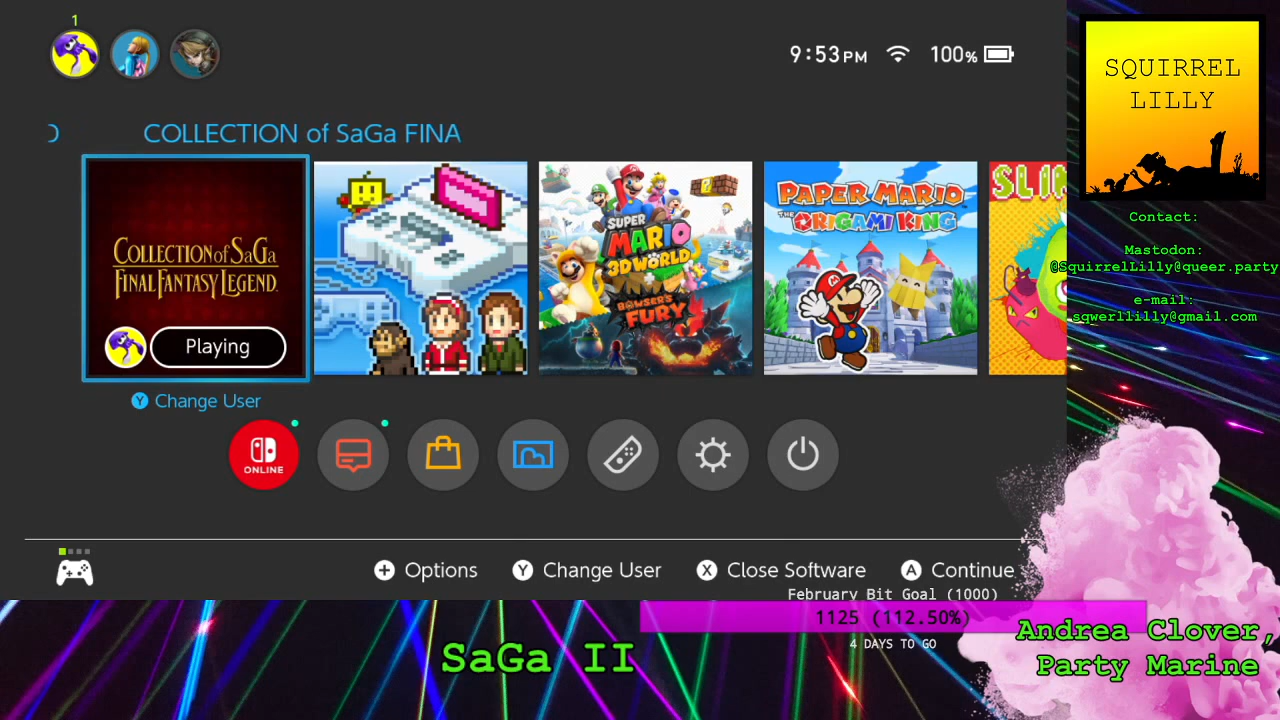 1
9:53PM
100%
SQUIRREL
LILLY
COLLECTION of SaGa FINA
COLLECTION of SaGa
FINAL FANTASY LEGEND
Playing
SUPER
MARIO
3D WORLD
BOWSER'S
FURY
PAPER MARIO
THE ORIGAMI KING
Contact:
Mastodon:
@SquirrelLilly@queer.party
e-mail:
sqwerllilly@gmail.com
Y Change User
ONLINE
+ Options
Y Change User
X Close Software
A Continue
February Bit Goal (1000)
1125 (112.50%)
4 DAYS TO GO
SaGa II
Andrea Clover,
Party Marine